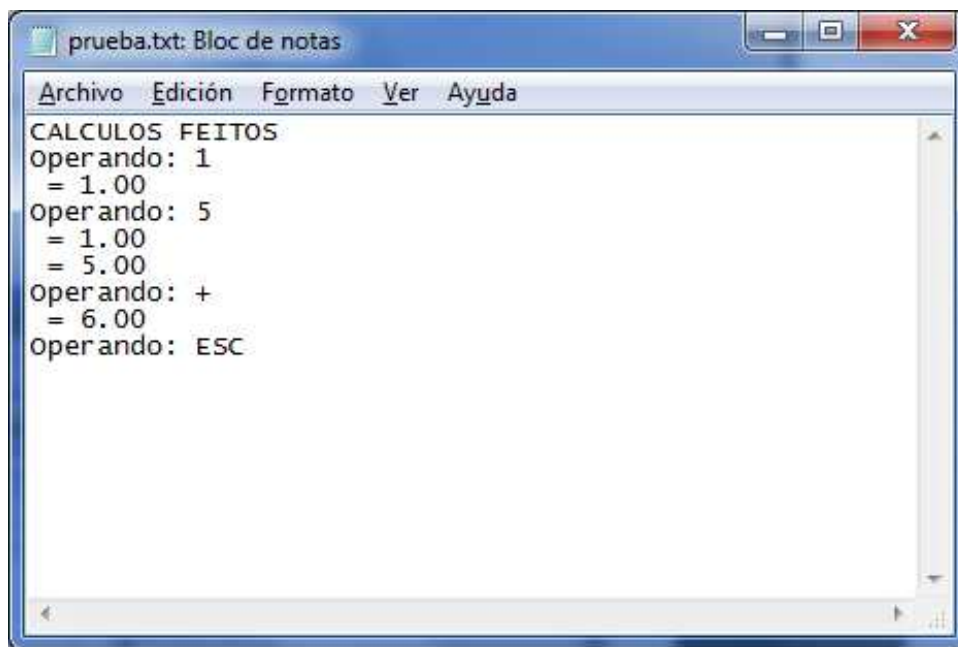 prueba.txt: Bloc de notas
Archivo Edición Formato Ver Ayuda
CALCULOS FEITOS
Operando: 1
= 1.00
Operando: 5
= 1.00
= 5.00
Operando: +
= 6.00
Operando: ESC